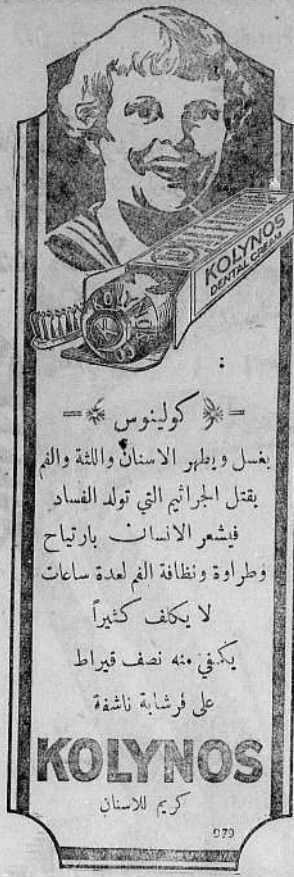 KOLYNOS
DENTAL CREAM
كولينوس
يغسل ويطهر الاسنان واللثة والفم
يقتل الجراثيم التي تولد الفساد
فيشعر الانسان بارتياح
وطراوة ونظافة الفم لعدة ساعات
لا يكلف كثيراً
يكفي منه نصف قيراط
على فرشاية ناشفة
KOLYNOS
كريم للاسنان
979